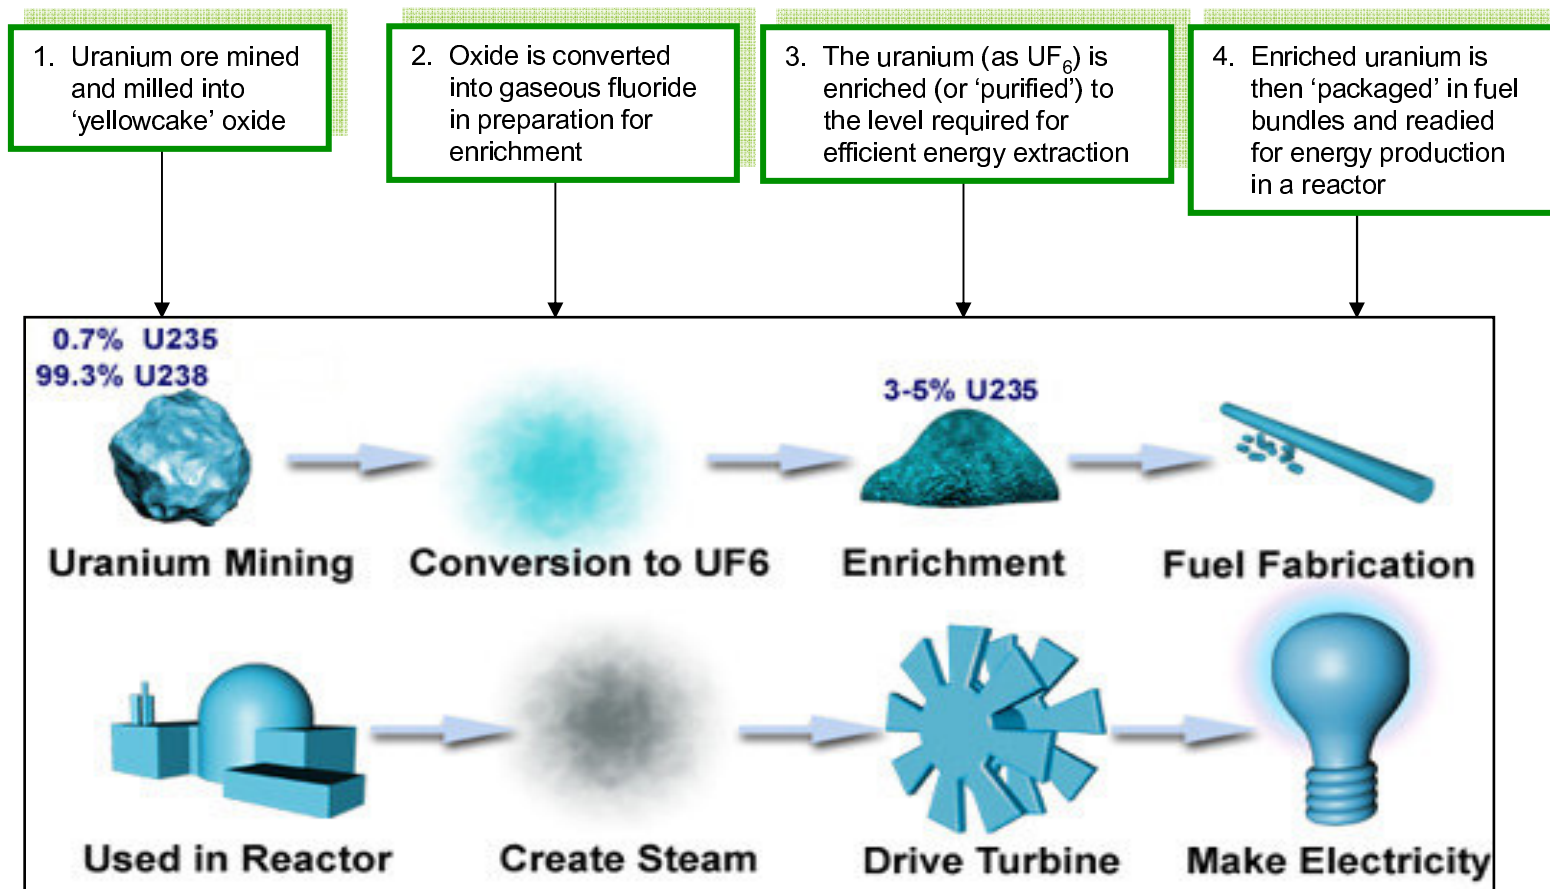 1. Uranium ore mined
and milled into
‘yellowcake’ oxide
2. Oxide is converted
into gaseous fluoride
in preparation for
enrichment
3. The uranium (as UF₆) is
enriched (or ‘purified’) to
the level required for
efficient energy extraction
4. Enriched uranium is
then ‘packaged’ in fuel
bundles and readied
for energy production
in a reactor
0.7% U235
99.3% U238
3-5% U235
Uranium Mining
Conversion to UF6
Enrichment
Fuel Fabrication
Used in Reactor
Create Steam
Drive Turbine
Make Electricity